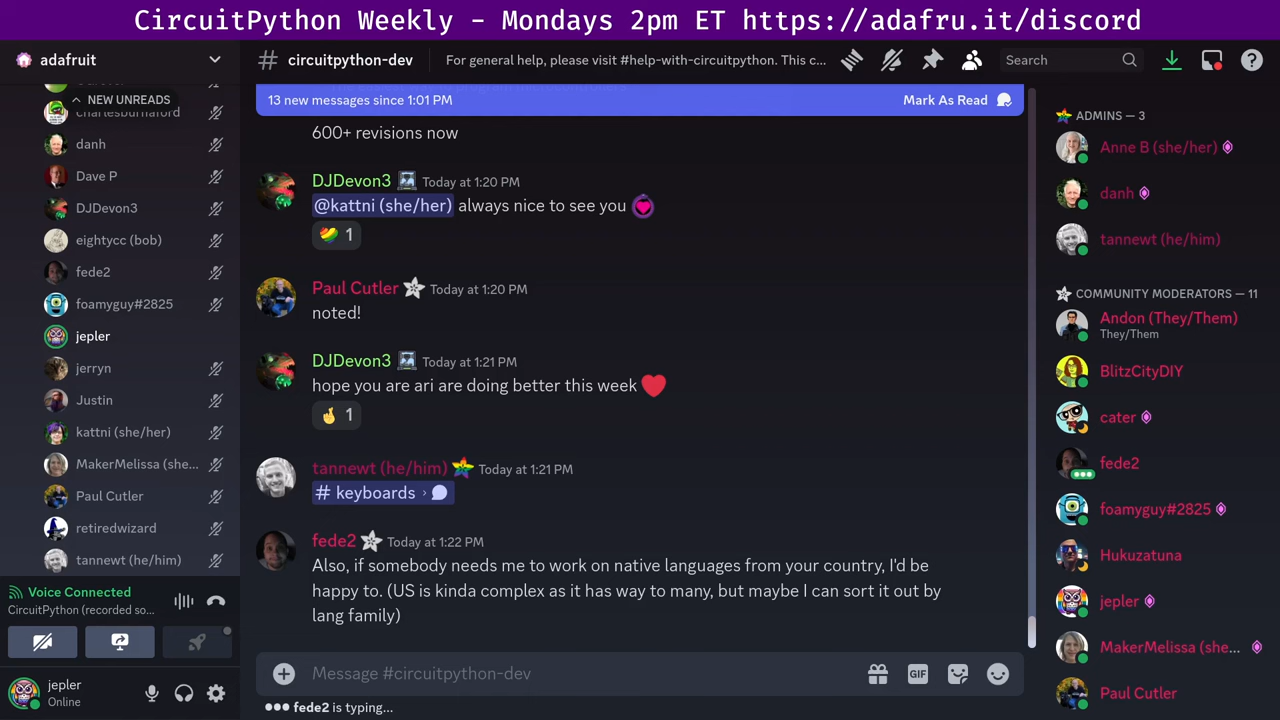 CircuitPython Weekly - Mondays 2pm ET https://adafru.it/discord
adafruit
NEW UNREADS
charlesburnaford
danh
Dave P
DJDevon3
eightycc (bob)
fede2
foamyguy#2825
jepler
jerryn
Justin
kattni (she/her)
MakerMelissa (she...
Paul Cutler
retiredwizard
tannewt (he/him)
Voice Connected
CircuitPython (recorded so...
jepler
Online
# circuitpython-dev
For general help, please visit #help-with-circuitpython. This c...
Search
13 new messages since 1:01 PM
Mark As Read
600+ revisions now
DJDevon3 Today at 1:20 PM
@kattni (she/her) always nice to see you
1
Paul Cutler Today at 1:20 PM
noted!
DJDevon3 Today at 1:21 PM
hope you are ari are doing better this week
1
tannewt (he/him) Today at 1:21 PM
# keyboards ›
fede2 Today at 1:22 PM
Also, if somebody needs me to work on native languages from your country, I'd be
happy to. (US is kinda complex as it has way to many, but maybe I can sort it out by
lang family)
Message #circuitpython-dev
GIF
fede2 is typing...
ADMINS — 3
Anne B (she/her)
danh
tannewt (he/him)
COMMUNITY MODERATORS — 11
Andon (They/Them)
They/Them
BlitzCityDIY
cater
fede2
foamyguy#2825
Hukuzatuna
jepler
MakerMelissa (she...
Paul Cutler